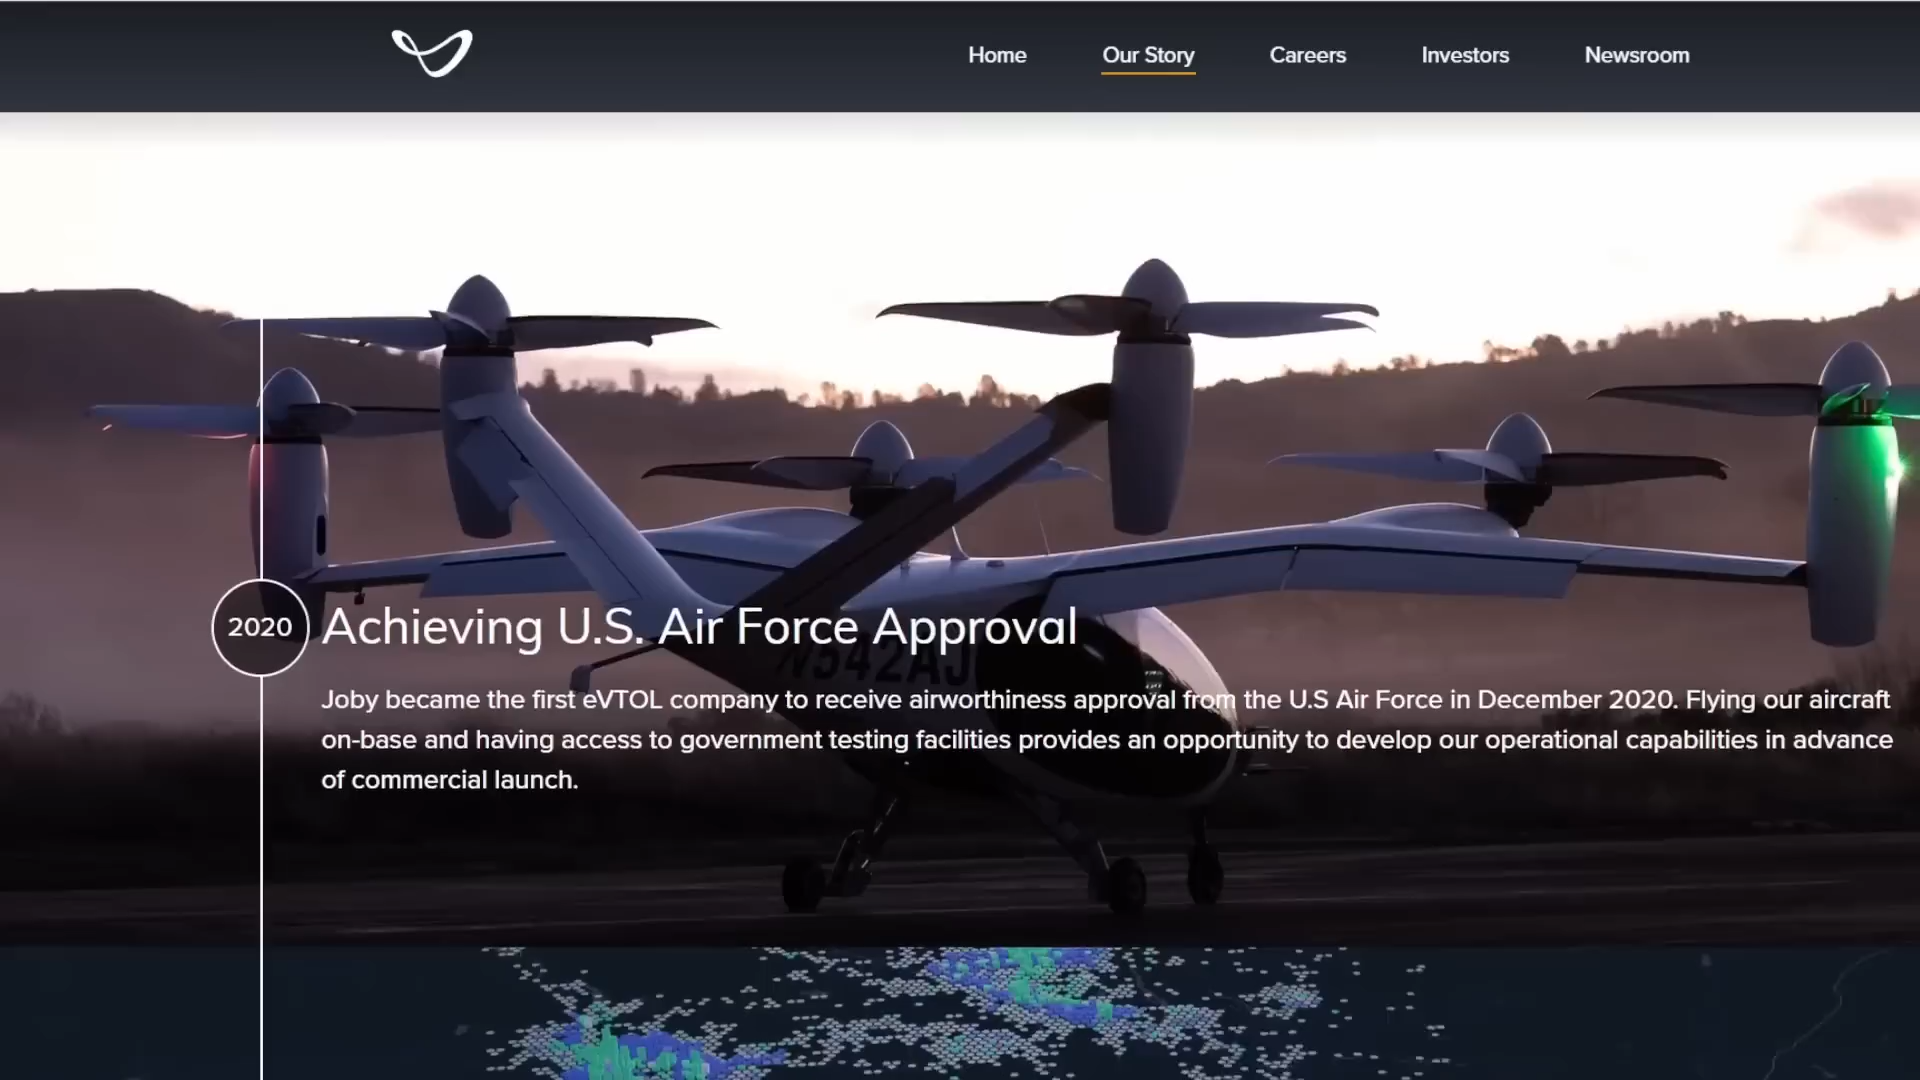 Home Our Story Careers Investors Newsroom
2020
Achieving U.S. Air Force Approval
N542AJ
Joby became the first eVTOL company to receive airworthiness approval from the U.S Air Force in December 2020. Flying our aircraft
on-base and having access to government testing facilities provides an opportunity to develop our operational capabilities in advance
of commercial launch.